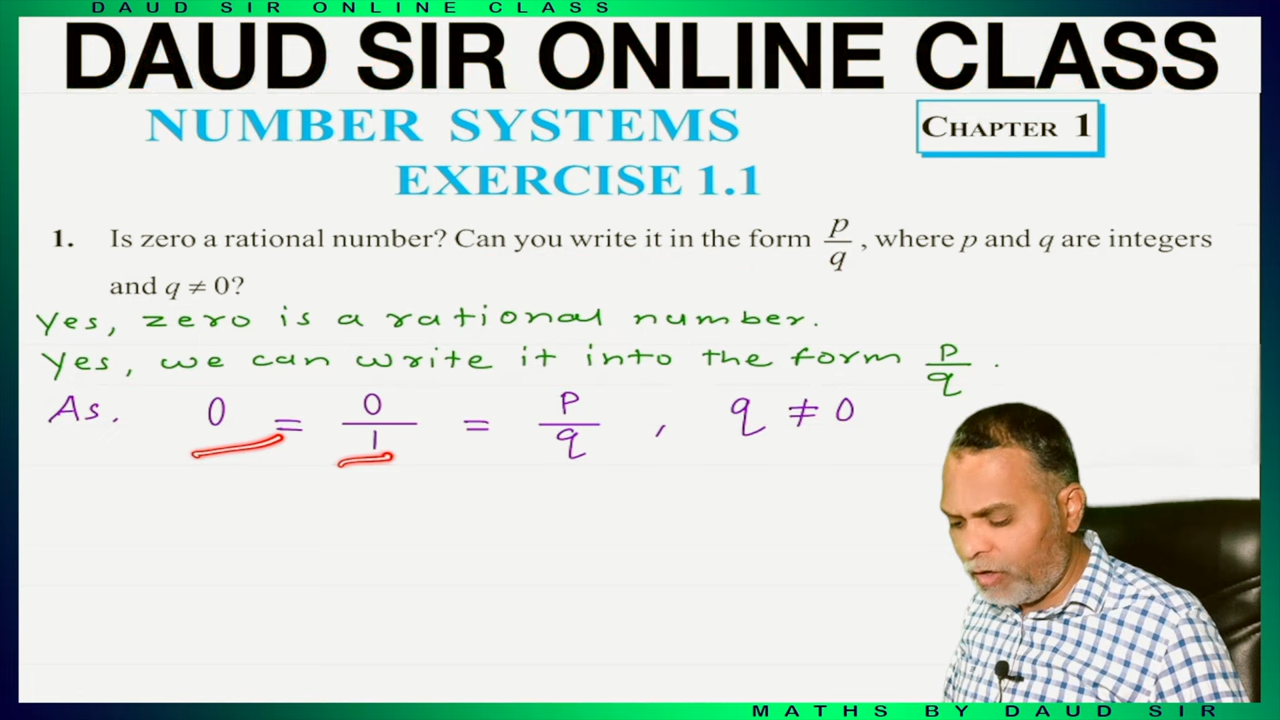 DAUD SIR ONLINE CLASS
DAUD SIR ONLINE CLASS
NUMBER SYSTEMS
CHAPTER 1
EXERCISE 1.1
1. Is zero a rational number? Can you write it in the form p/q, where p and q are integers
and q ≠ 0?
Yes, zero is a rational number.
Yes, we can write it into the form p/q.
As. 0 = 0/1 = p/q, q ≠ 0
MATHS BY DAUD SIR